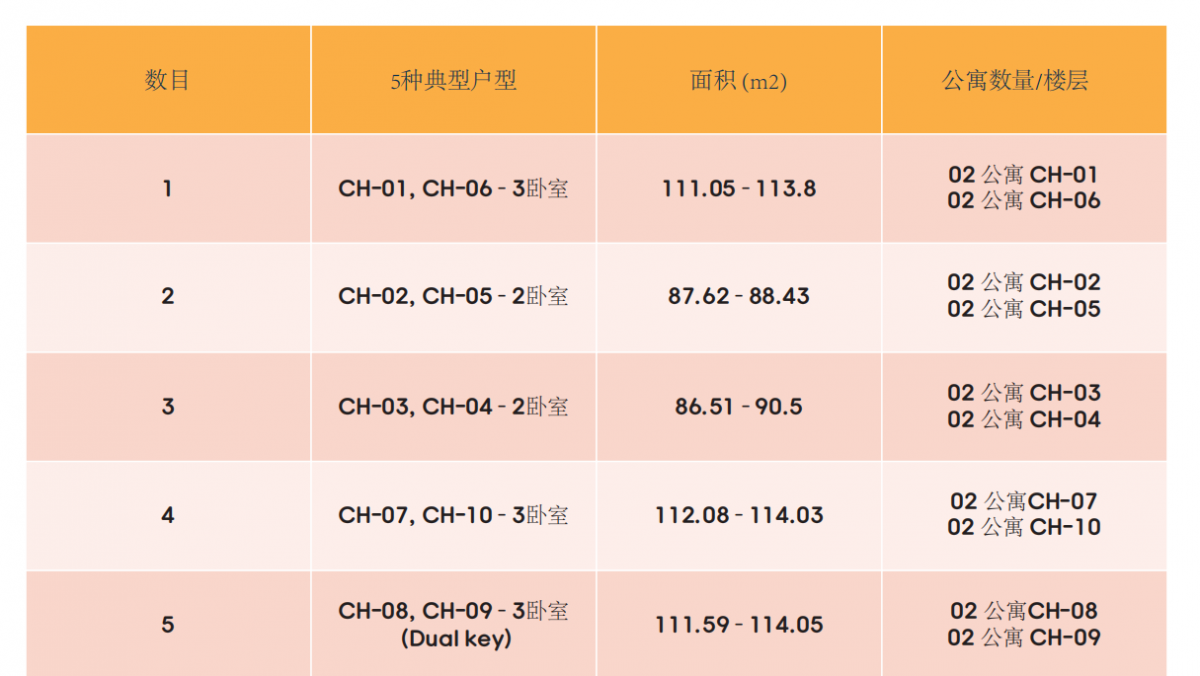 数目 5种典型户型 面积 (m2) 公寓数量/楼层
1 CH-01, CH-06 - 3卧室 111.05 - 113.8 02 公寓 CH-01
02 公寓 CH-06
2 CH-02, CH-05 - 2卧室 87.62 - 88.43 02 公寓 CH-02
02 公寓 CH-05
3 CH-03, CH-04 - 2卧室 86.51 - 90.5 02 公寓 CH-03
02 公寓 CH-04
4 CH-07, CH-10 - 3卧室 112.08 - 114.03 02 公寓CH-07
02 公寓 CH-10
5 CH-08, CH-09 - 3卧室 111.59 - 114.05 02 公寓CH-08
(Dual key) 02 公寓 CH-09